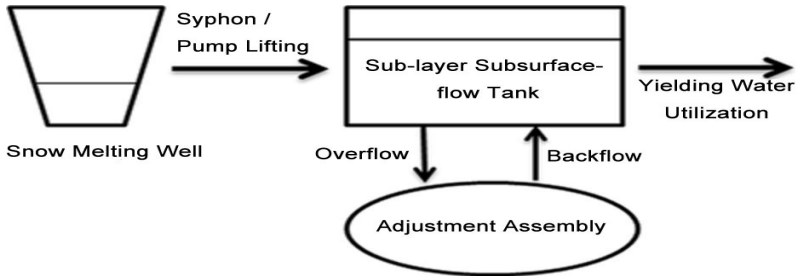 Syphon /
Pump Lifting
Snow Melting Well
Sub-layer Subsurface-
flow Tank
Yielding Water
Utilization
Overflow
Backflow
Adjustment Assembly